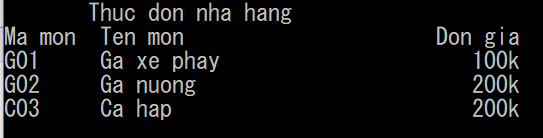 Thuc don nha hang
Ma mon Ten mon Don gia
G01 Ga xe phay 100k
G02 Ga nuong 200k
C03 Ca hap 200k